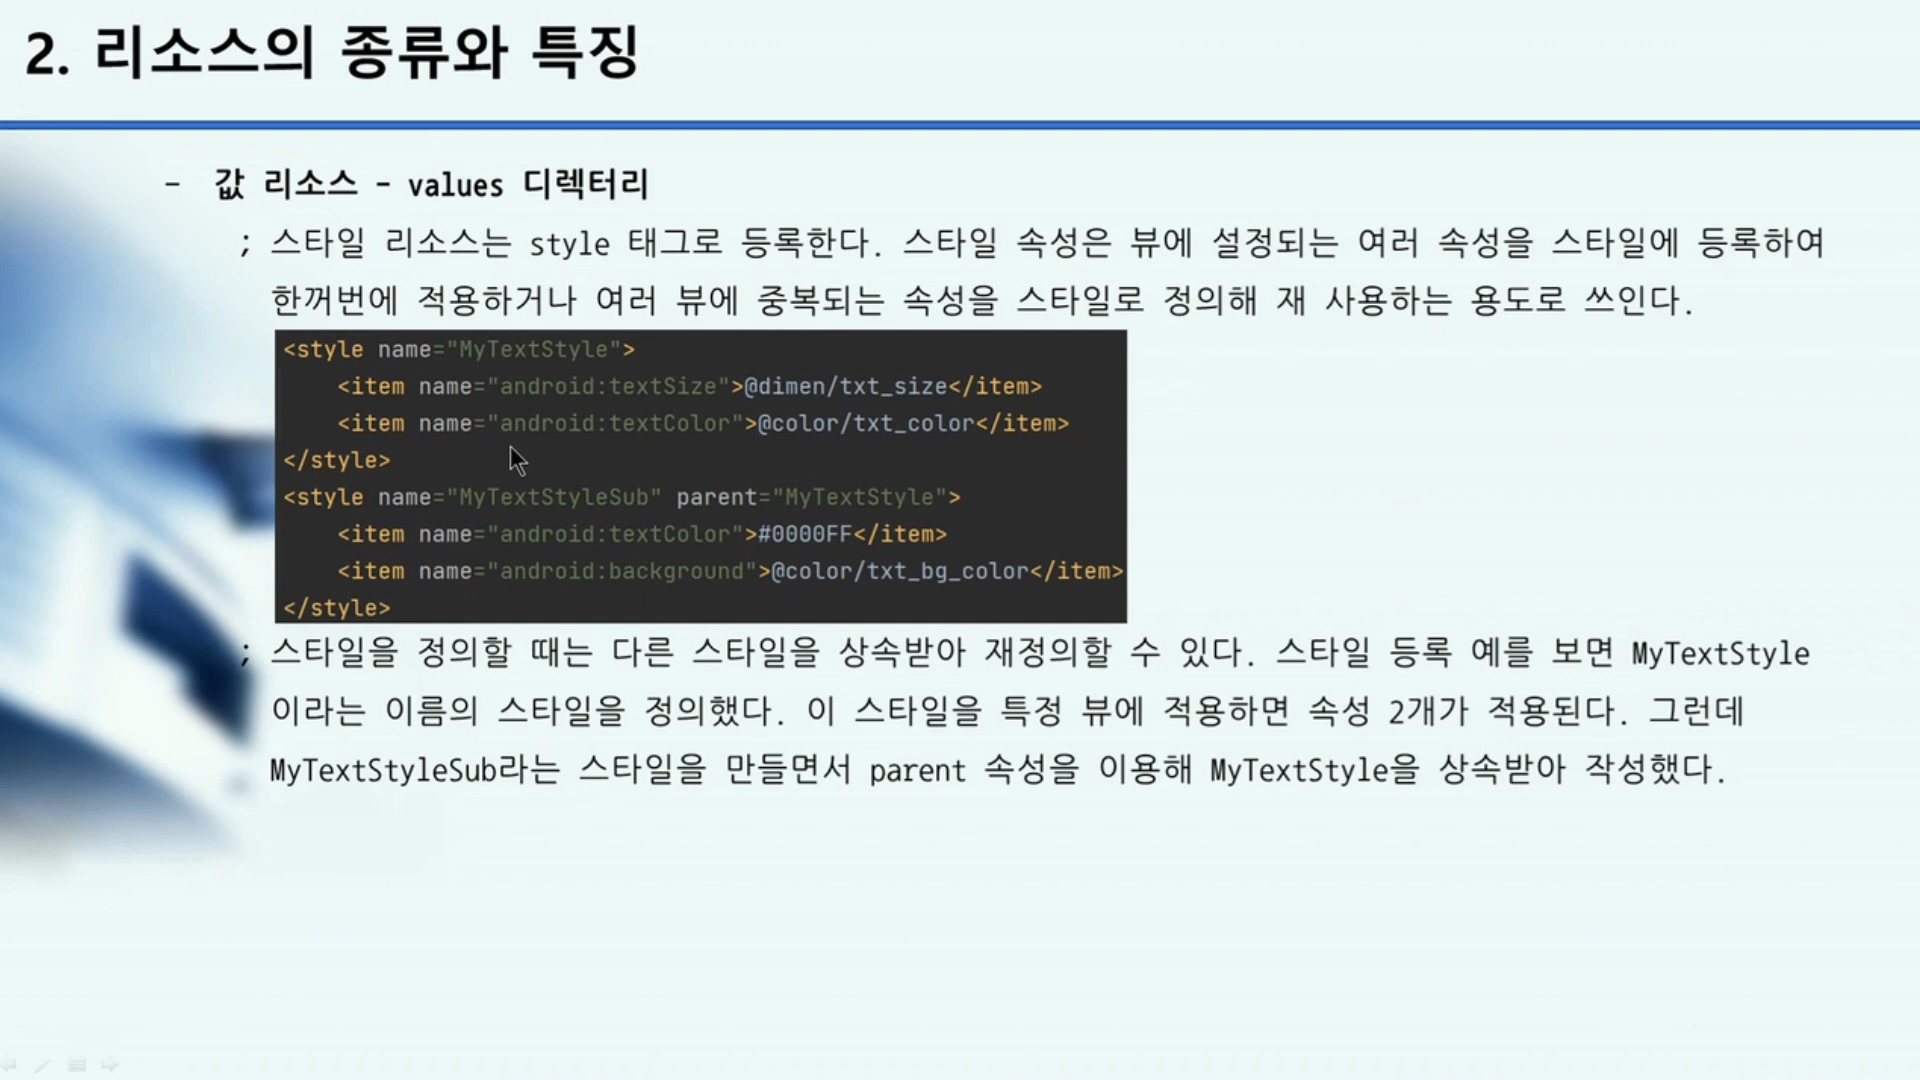 2. 리소스의 종류와 특징
- 값 리소스 - values 디렉터리
; 스타일 리소스는 style 태그로 등록한다. 스타일 속성은 뷰에 설정되는 여러 속성을 스타일에 등록하여
한꺼번에 적용하거나 여러 뷰에 중복되는 속성을 스타일로 정의해 재 사용하는 용도로 쓰인다.
<style name="MyTextStyle">
    <item name="android:textSize">@dimen/txt_size</item>
    <item name="android:textColor">@color/txt_color</item>
</style>
<style name="MyTextStyleSub" parent="MyTextStyle">
    <item name="android:textColor">#0000FF</item>
    <item name="android:background">@color/txt_bg_color</item>
</style>
; 스타일을 정의할 때는 다른 스타일을 상속받아 재정의할 수 있다. 스타일 등록 예를 보면 MyTextStyle
이라는 이름의 스타일을 정의했다. 이 스타일을 특정 뷰에 적용하면 속성 2개가 적용된다. 그런데
MyTextStyleSub라는 스타일을 만들면서 parent 속성을 이용해 MyTextStyle을 상속받아 작성했다.